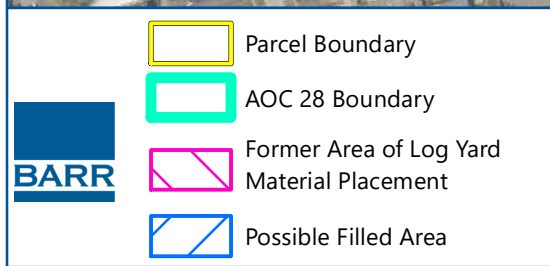 Parcel Boundary
AOC 28 Boundary
Former Area of Log Yard
Material Placement
BARR
Possible Filled Area